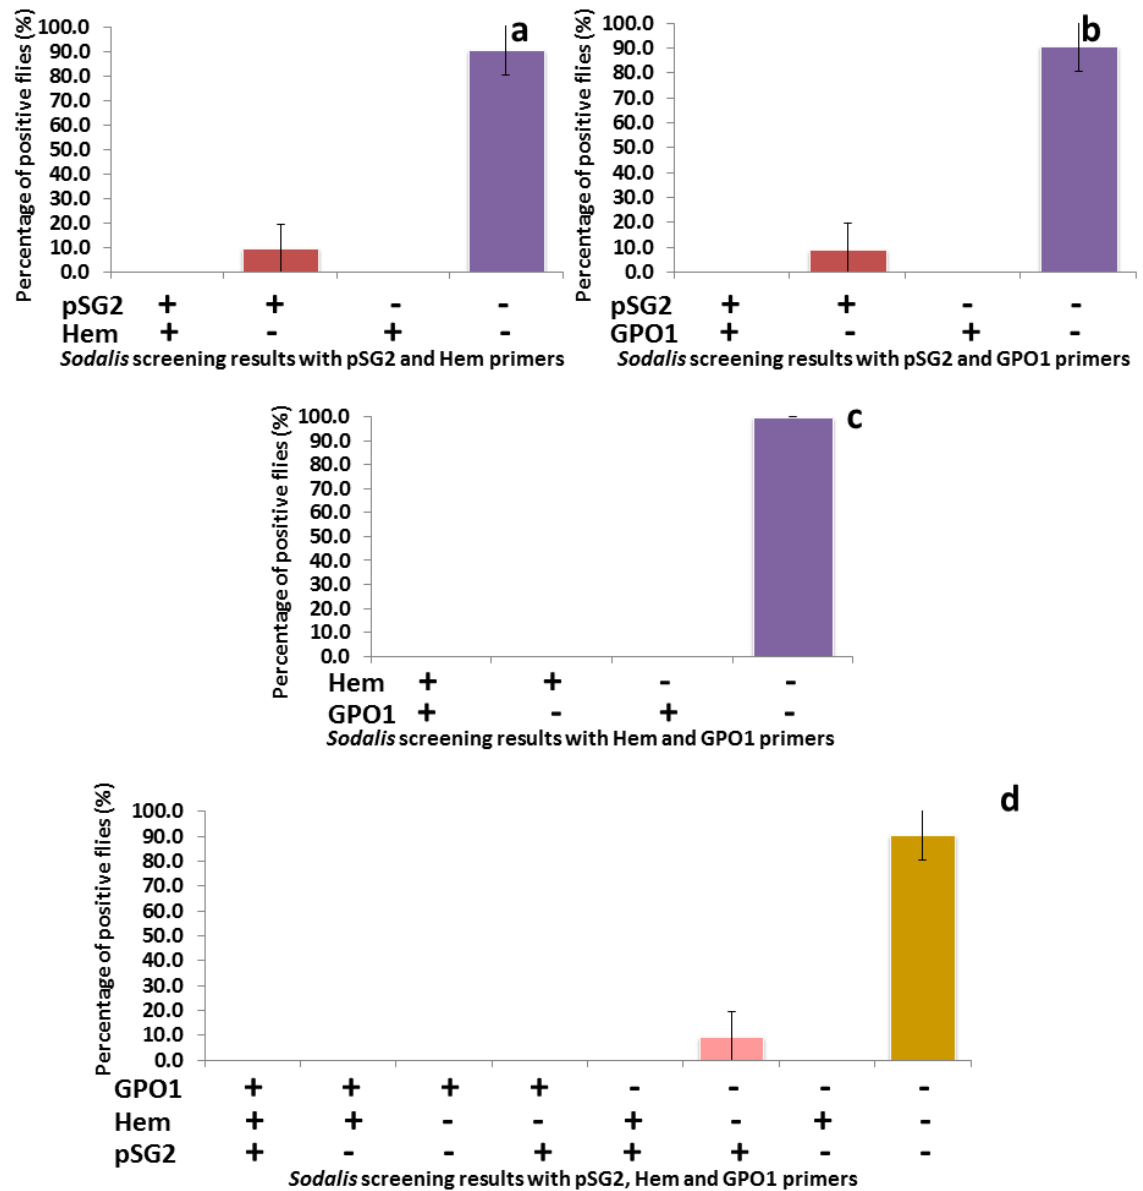 a
Percentage of positive flies (%)
100.0
90.0
80.0
70.0
60.0
50.0
40.0
30.0
20.0
10.0
0.0
pSG2 + + - -
Hem + - + -
Sodalis screening results with pSG2 and Hem primers
b
Percentage of positive flies (%)
100.0
90.0
80.0
70.0
60.0
50.0
40.0
30.0
20.0
10.0
0.0
pSG2 + + - -
GPO1 + - + -
Sodalis screening results with pSG2 and GPO1 primers
c
Percentage of positive flies (%)
100.0
90.0
80.0
70.0
60.0
50.0
40.0
30.0
20.0
10.0
0.0
Hem + + - -
GPO1 + - + -
Sodalis screening results with Hem and GPO1 primers
d
Percentage of positive flies (%)
100.0
90.0
80.0
70.0
60.0
50.0
40.0
30.0
20.0
10.0
0.0
GPO1 + + + + - - - -
Hem + + - - + - + -
pSG2 + - - + + + - -
Sodalis screening results with pSG2, Hem and GPO1 primers